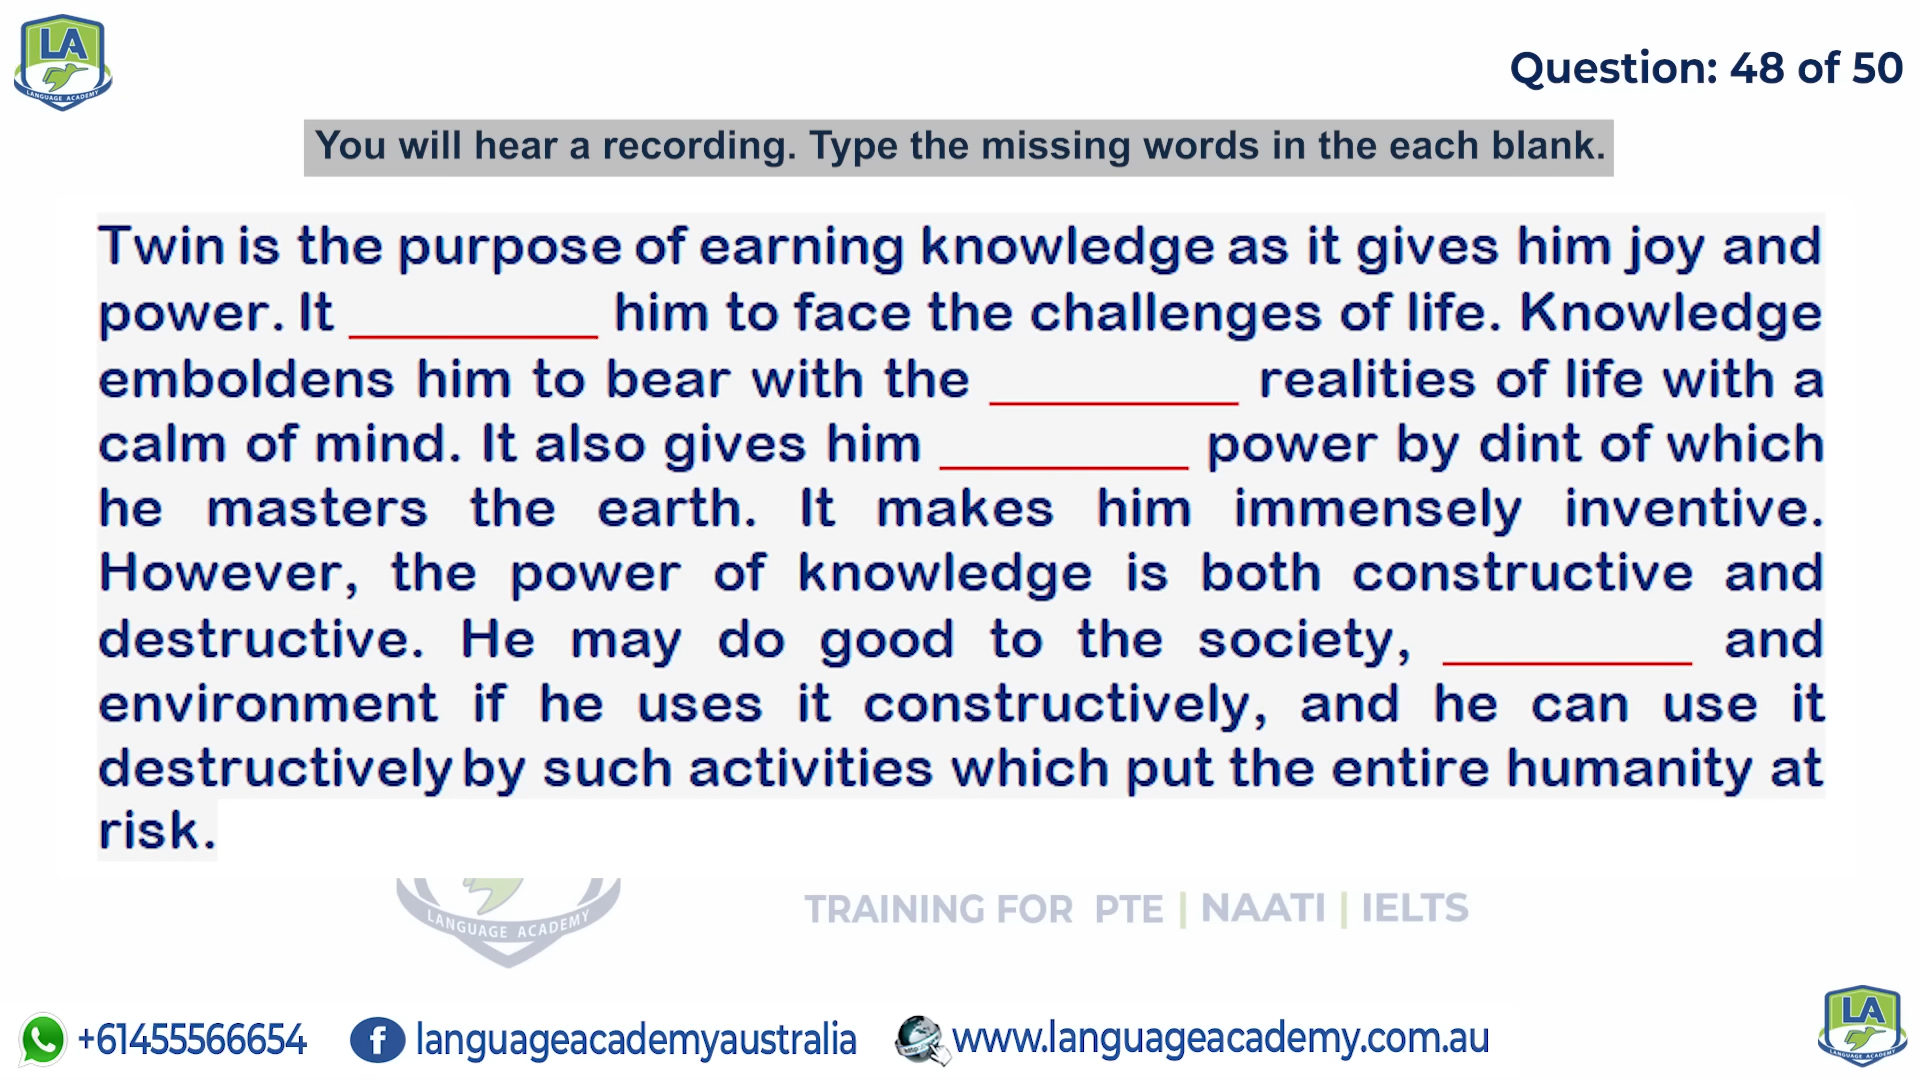 LA
LANGUAGE ACADEMY
Question: 48 of 50
You will hear a recording. Type the missing words in the each blank.
Twin is the purpose of earning knowledge as it gives him joy and
power. It __________ him to face the challenges of life. Knowledge
emboldens him to bear with the __________ realities of life with a
calm of mind. It also gives him __________ power by dint of which
he masters the earth. It makes him immensely inventive.
However, the power of knowledge is both constructive and
destructive. He may do good to the society, __________ and
environment if he uses it constructively, and he can use it
destructively by such activities which put the entire humanity at
risk.
LANGUAGE ACADEMY
TRAINING FOR PTE | NAATI | IELTS
+61455566654 f languageacademyaustralia www.languageacademy.com.au
LA
LANGUAGE ACADEMY